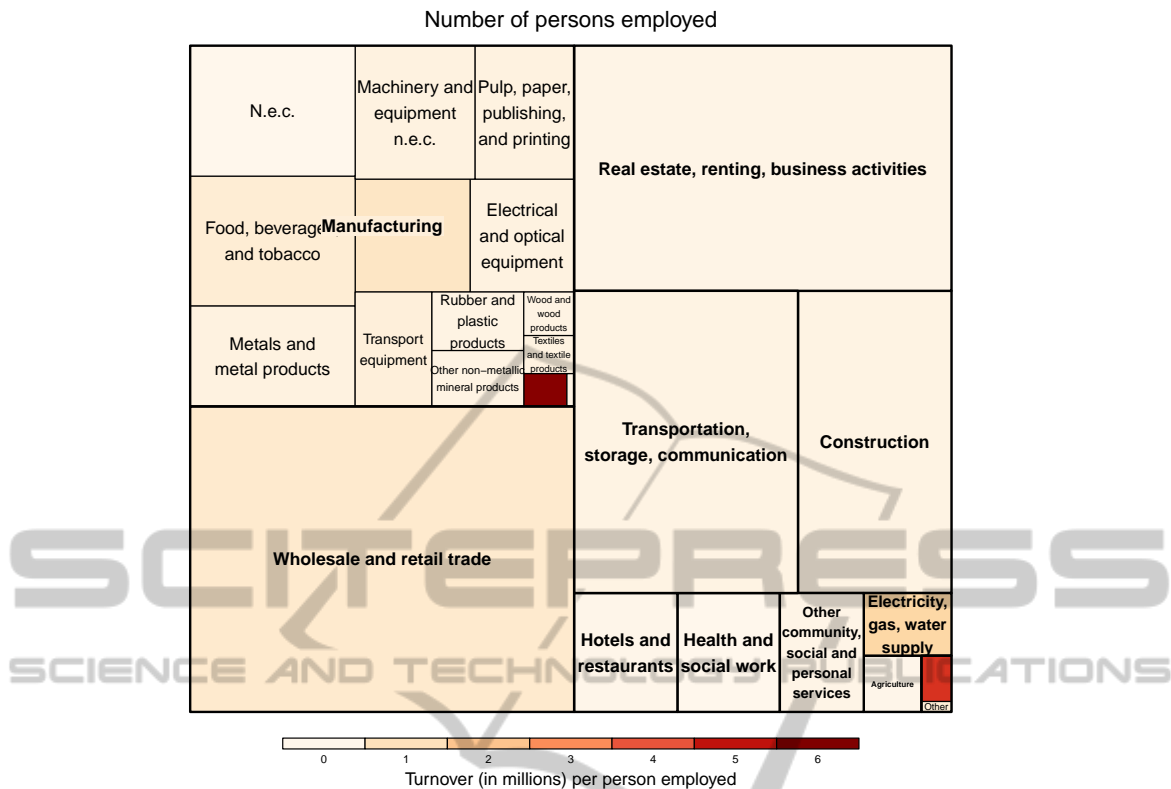 Number of persons employed
N.e.c.
Machinery and
equipment
n.e.c.
Pulp, paper,
publishing,
and printing
Real estate, renting, business activities
Food, beverage
and tobacco
Manufacturing
Electrical
and optical
equipment
Metals and
metal products
Transport
equipment
Rubber and
plastic
products
Other non−metallic
mineral products
Wood and
wood
products
Textiles
and textile
products
Transportation,
storage, communication
Construction
Wholesale and retail trade
Hotels and
restaurants
Health and
social work
Other
community,
social and
personal
services
Electricity,
gas, water
supply
Agriculture
Other
SCITEPRESS
SCIENCE AND TECHNOLOGY PUBLICATIONS
0 1 2 3 4 5 6
Turnover (in millions) per person employed